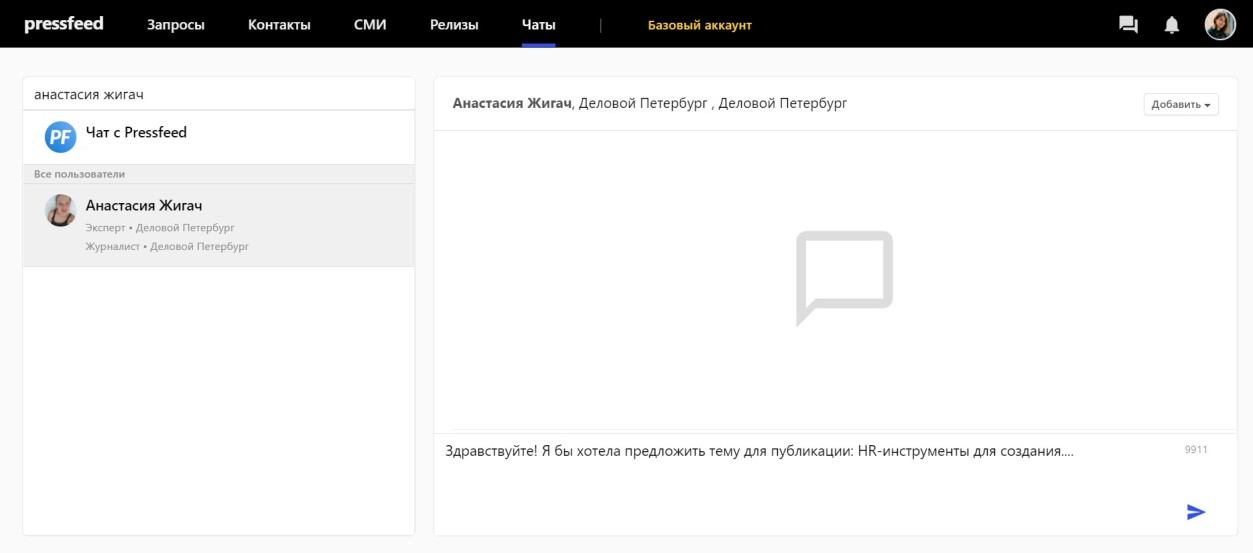 pressfeed Запросы Контакты СМИ Релизы Чаты | Базовый аккаунт
анастасия жигач
PF Чат с Pressfeed
Все пользователи
Анастасия Жигач
Эксперт • Деловой Петербург
Журналист • Деловой Петербург
Анастасия Жигач, Деловой Петербург , Деловой Петербург
Добавить
Здравствуйте! Я бы хотела предложить тему для публикации: HR-инструменты для создания....
9911